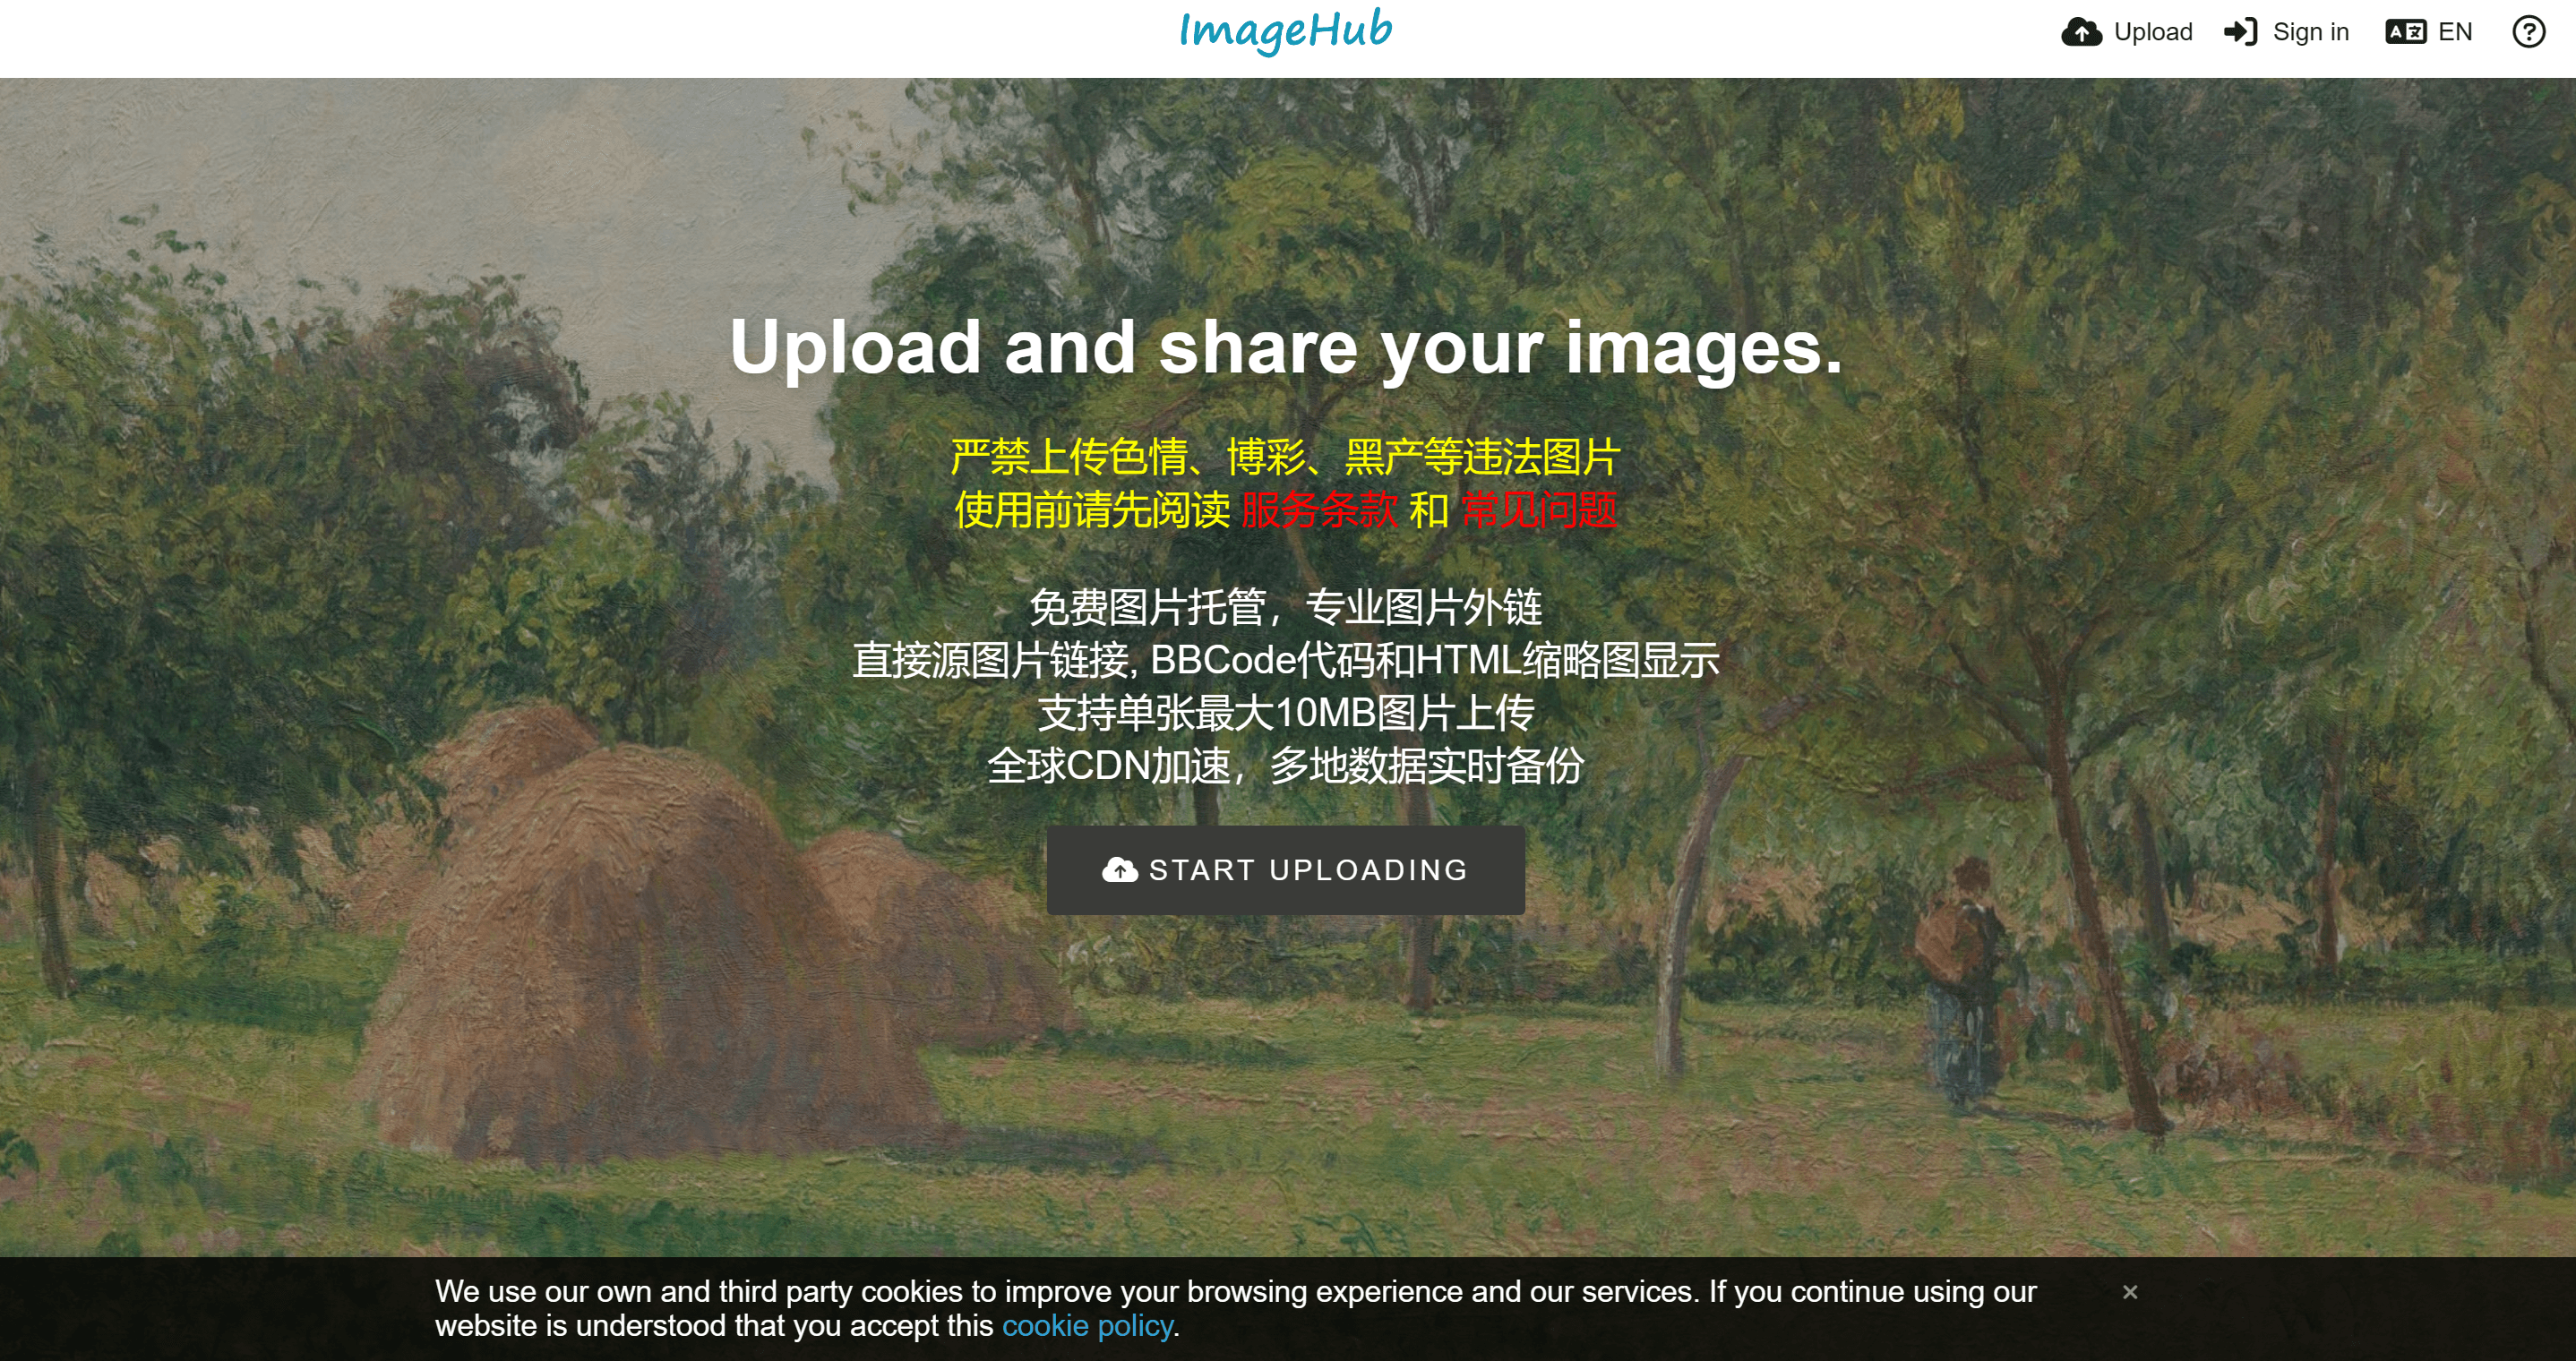 ImageHub
Upload
Sign in
EN
Upload and share your images.
严禁上传色情、博彩、黑产等违法图片
使用前请先阅读 服务条款 和 常见问题
免费图片托管，专业图片外链
直接源图片链接, BBCode代码和HTML缩略图显示
支持单张最大10MB图片上传
全球CDN加速，多地数据实时备份
START UPLOADING
We use our own and third party cookies to improve your browsing experience and our services. If you continue using our
website is understood that you accept this cookie policy.